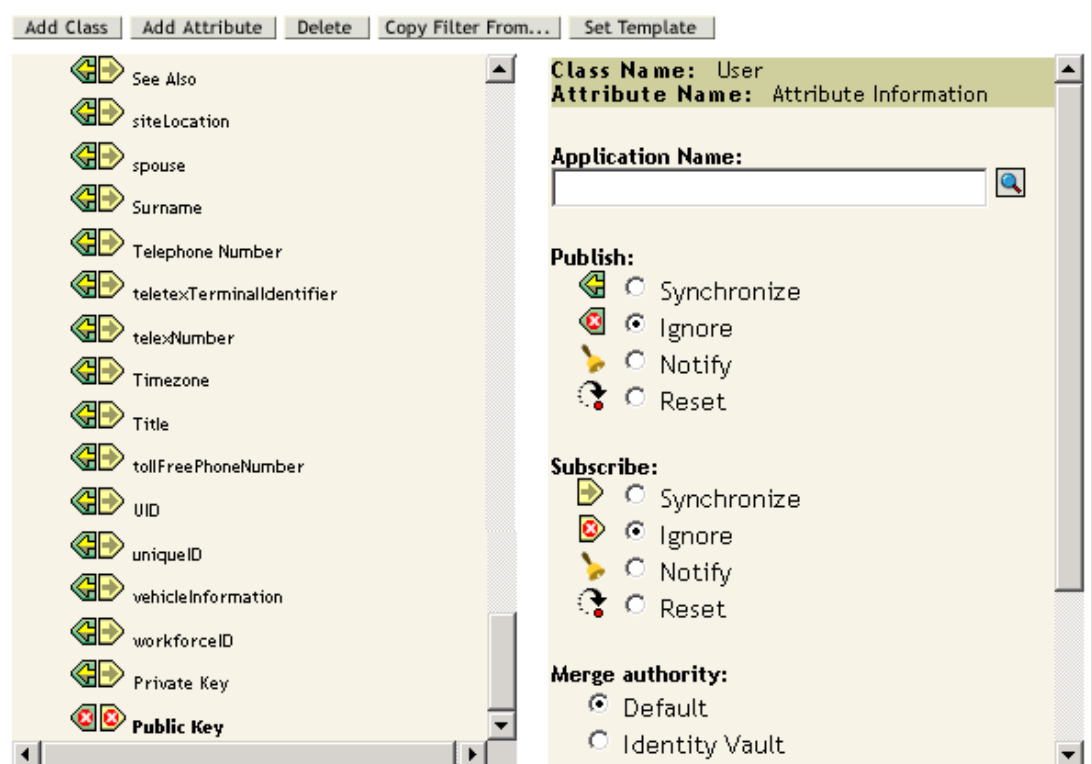 Add Class Add Attribute Delete Copy Filter From... Set Template
See Also
siteLocation
spouse
Surname
Telephone Number
teletexTerminalIdentifier
telexNumber
Timezone
Title
tollFreePhoneNumber
UID
uniqueID
vehicleInformation
workforceID
Private Key
Public Key
Class Name: User
Attribute Name: Attribute Information
Application Name:
Publish:
Synchronize
Ignore
Notify
Reset
Subscribe:
Synchronize
Ignore
Notify
Reset
Merge authority:
Default
Identity Vault